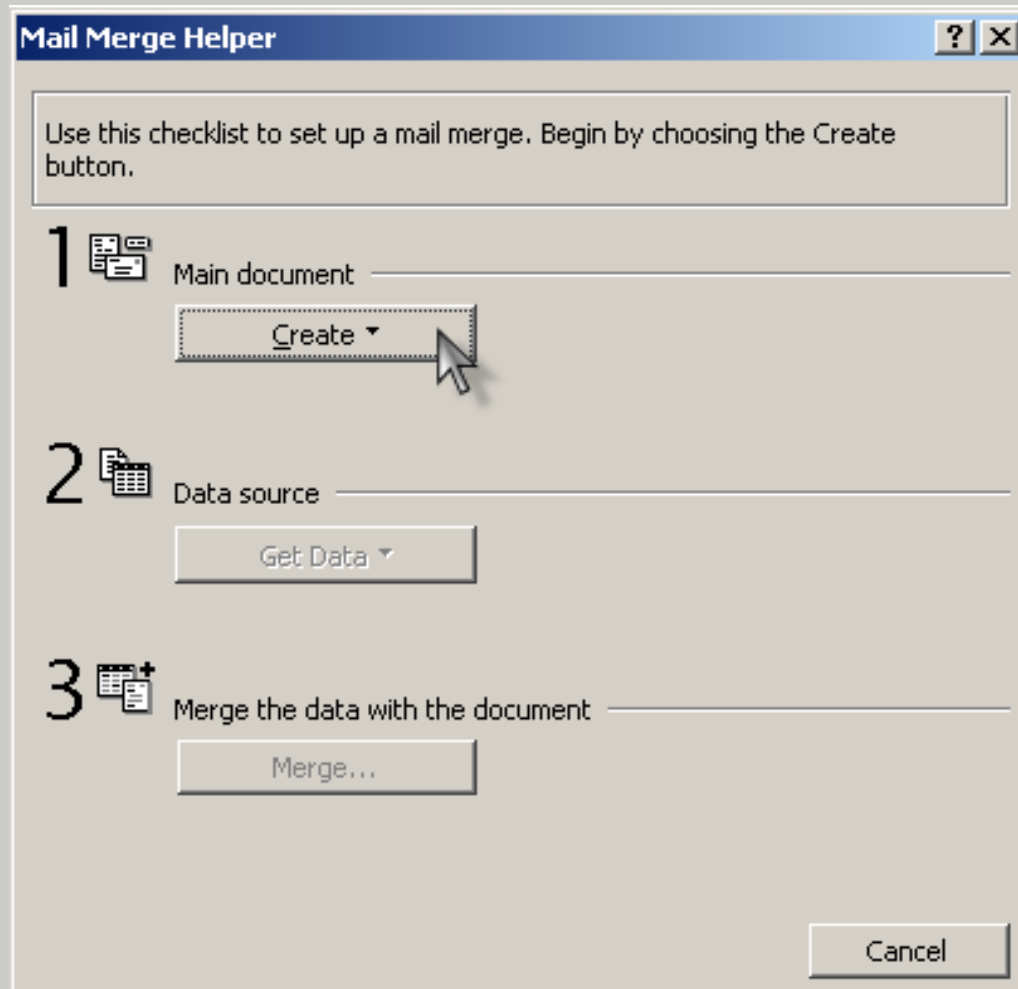 Mail Merge Helper
Use this checklist to set up a mail merge. Begin by choosing the Create
button.
1
Main document
Create
2
Data source
Get Data
3
Merge the data with the document
Merge...
Cancel